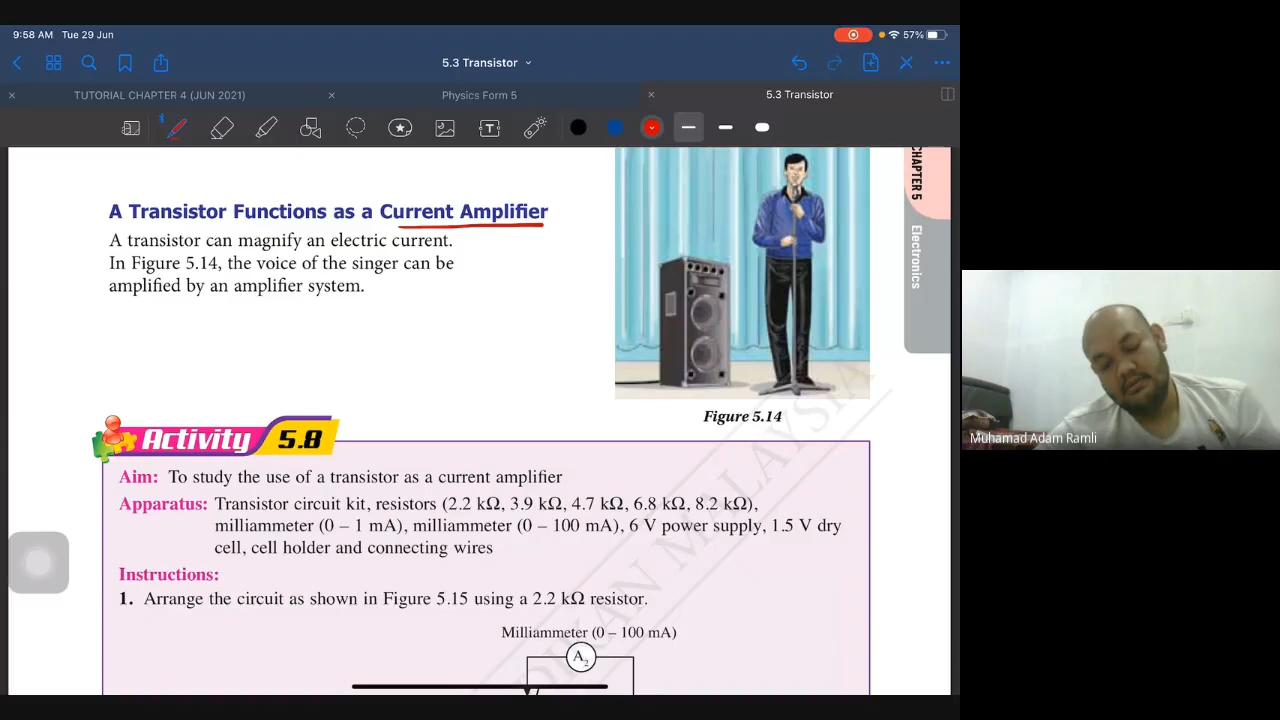 9:58 AM Tue 29 Jun
57%
5.3 Transistor
TUTORIAL CHAPTER 4 (JUN 2021)
Physics Form 5
5.3 Transistor
T
A Transistor Functions as a Current Amplifier
A transistor can magnify an electric current.
In Figure 5.14, the voice of the singer can be
amplified by an amplifier system.
Figure 5.14
CHAPTER 5
Electronics
Activity 5.8
Aim: To study the use of a transistor as a current amplifier
Apparatus: Transistor circuit kit, resistors (2.2 kΩ, 3.9 kΩ, 4.7 kΩ, 6.8 kΩ, 8.2 kΩ),
milliammeter (0 – 1 mA), milliammeter (0 – 100 mA), 6 V power supply, 1.5 V dry
cell, cell holder and connecting wires
Instructions:
1. Arrange the circuit as shown in Figure 5.15 using a 2.2 kΩ resistor.
Milliammeter (0 – 100 mA)
A2
DIKAN MALAYSIA
Muhamad Adam Ramli